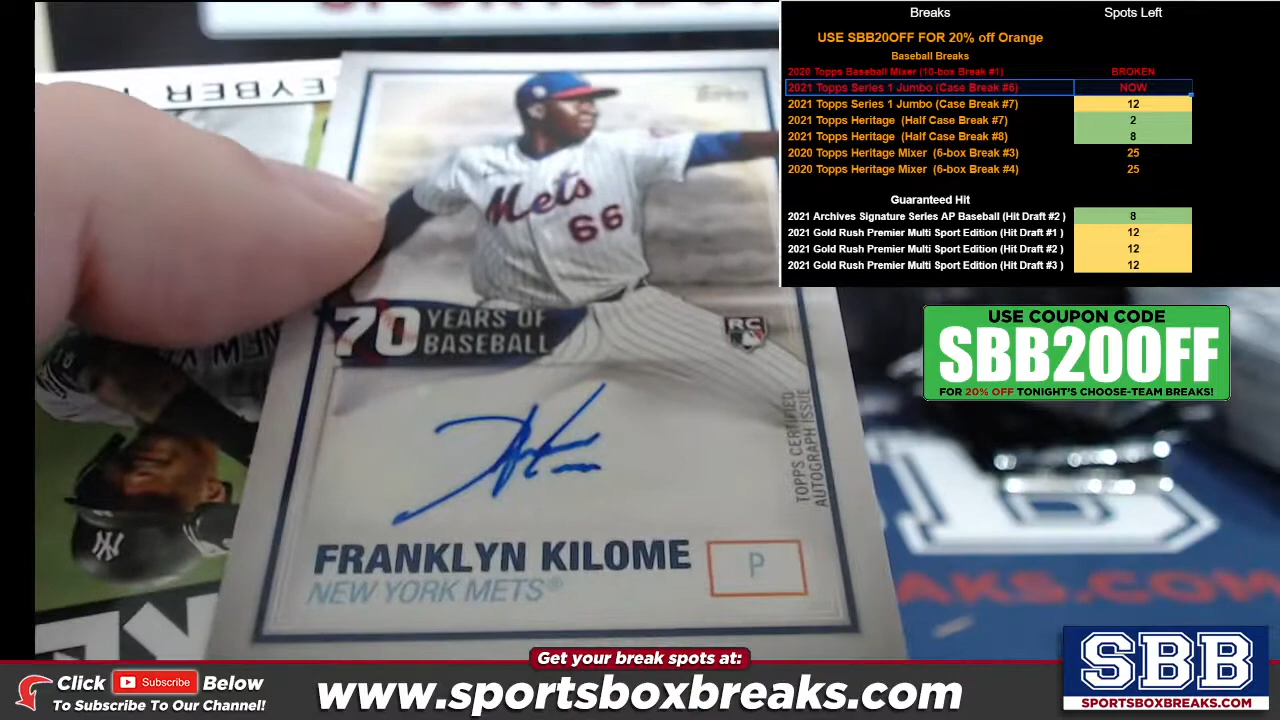 Breaks Spots Left
USE SBB20OFF FOR 20% off Orange
Baseball Breaks
2020 Topps Baseball Mixer (10-box Break #1) BROKEN
2021 Topps Series 1 Jumbo (Case Break #6) NOW
2021 Topps Series 1 Jumbo (Case Break #7) 12
2021 Topps Heritage (Half Case Break #7) 2
2021 Topps Heritage (Half Case Break #8) 8
2020 Topps Heritage Mixer (6-box Break #3) 25
2020 Topps Heritage Mixer (6-box Break #4) 25
Guaranteed Hit
2021 Archives Signature Series AP Baseball (Hit Draft #2 ) 8
2021 Gold Rush Premier Multi Sport Edition (Hit Draft #1 ) 12
2021 Gold Rush Premier Multi Sport Edition (Hit Draft #2 ) 12
2021 Gold Rush Premier Multi Sport Edition (Hit Draft #3 ) 12
USE COUPON CODE
SBB20OFF
FOR 20% OFF TONIGHT'S CHOOSE-TEAM BREAKS!
EYBER
Mets
66
70 YEARS OF
BASEBALL
RC
TOPPS CERTIFIED
AUTOGRAPH ISSUE
FRANKLYN KILOME
P
NEW YORK METS®
NY
AKS.COM
Get your break spots at:
www.sportsboxbreaks.com
Click Subscribe Below
To Subscribe To Our Channel!
SBB
SPORTSBOXBREAKS.COM